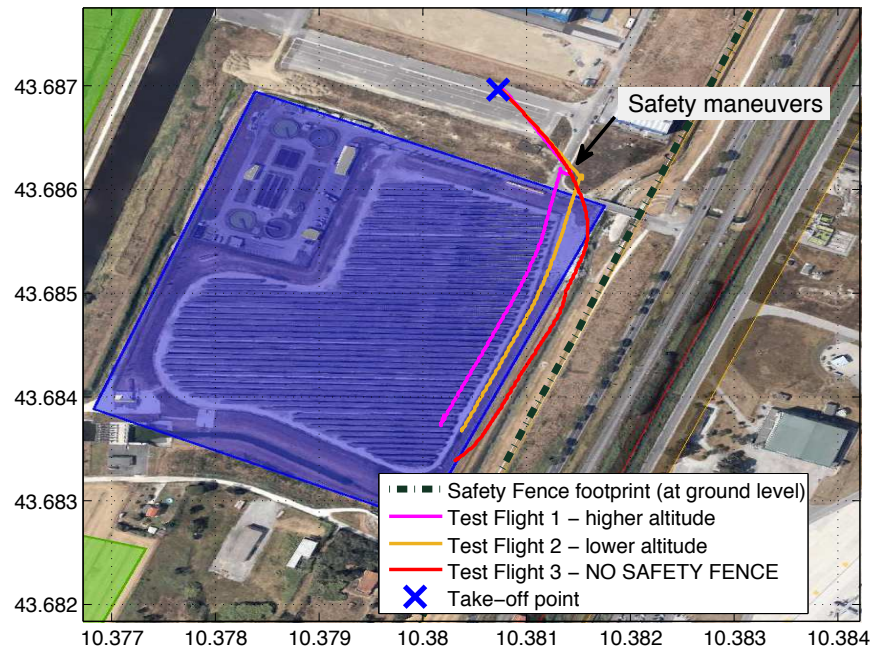 43.687
43.686
43.685
43.684
43.683
43.682
Safety maneuvers
Safety Fence footprint (at ground level)
Test Flight 1 − higher altitude
Test Flight 2 − lower altitude
Test Flight 3 − NO SAFETY FENCE
Take−off point
10.377 10.378 10.379 10.38 10.381 10.382 10.383 10.384